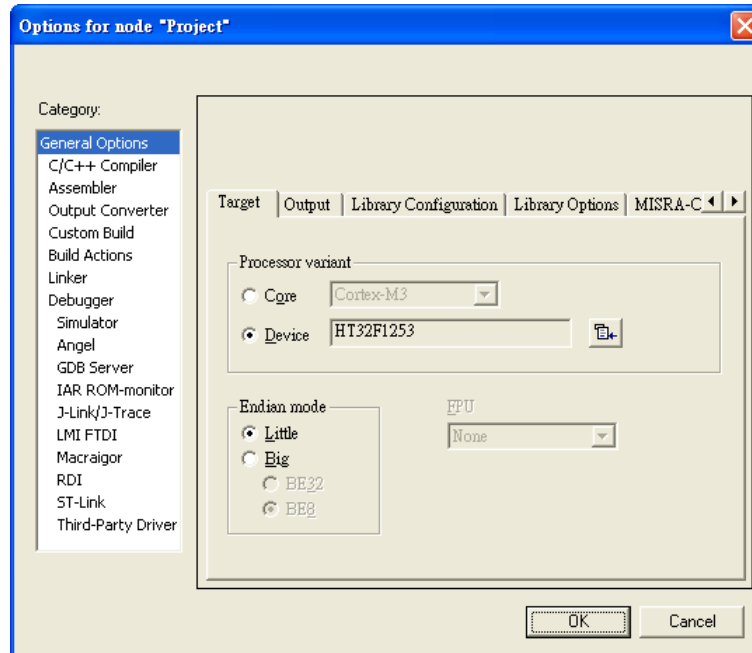 Options for node "Project"
Category:
General Options
C/C++ Compiler
Assembler
Output Converter
Custom Build
Build Actions
Linker
Debugger
Simulator
Angel
GDB Server
IAR ROM-monitor
J-Link/J-Trace
LMI FTDI
Macraigor
RDI
ST-Link
Third-Party Driver
Target Output Library Configuration Library Options MISRA-C
Processor variant
Core Cortex-M3
Device HT32F1253
Endian mode
Little
Big
BE32
BE8
FPU
None
OK Cancel